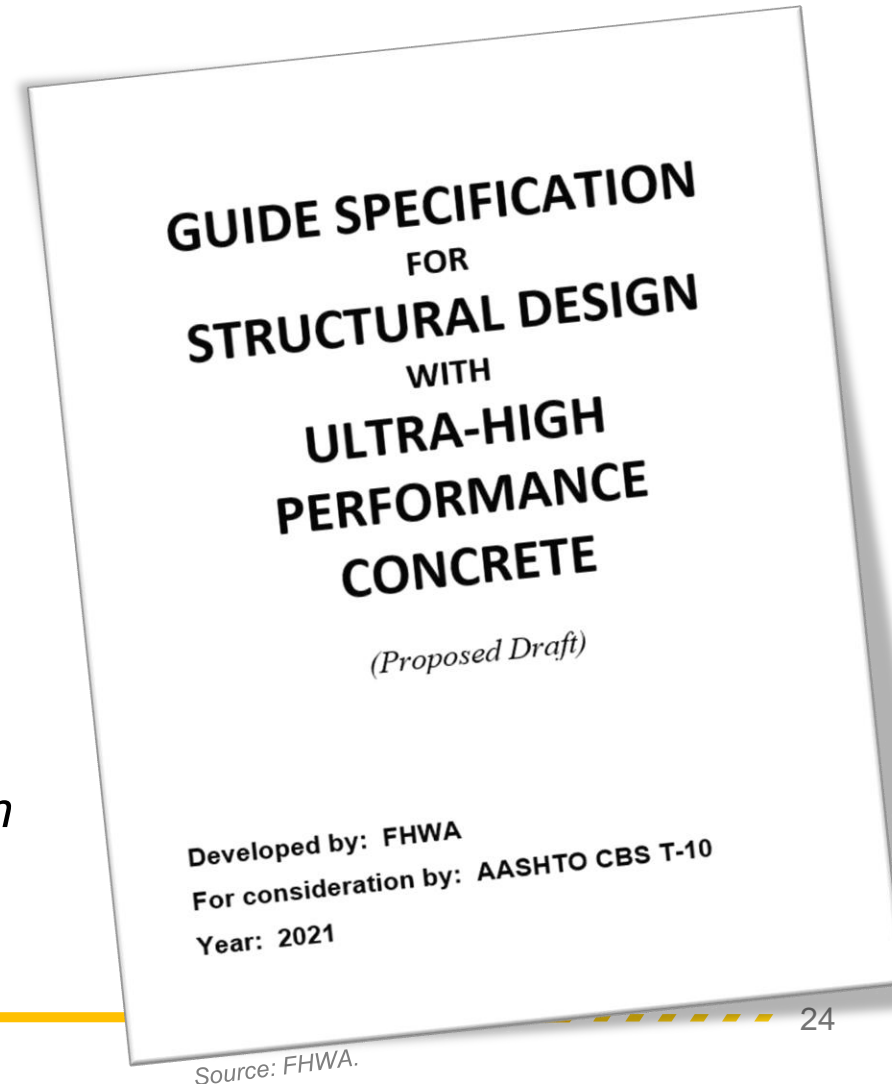 GUIDE SPECIFICATION
FOR
STRUCTURAL DESIGN
WITH
ULTRA-HIGH
PERFORMANCE
CONCRETE
(Proposed Draft)
Developed by: FHWA
For consideration by: AASHTO CBS T-10
Year: 2021
24
Source: FHWA.